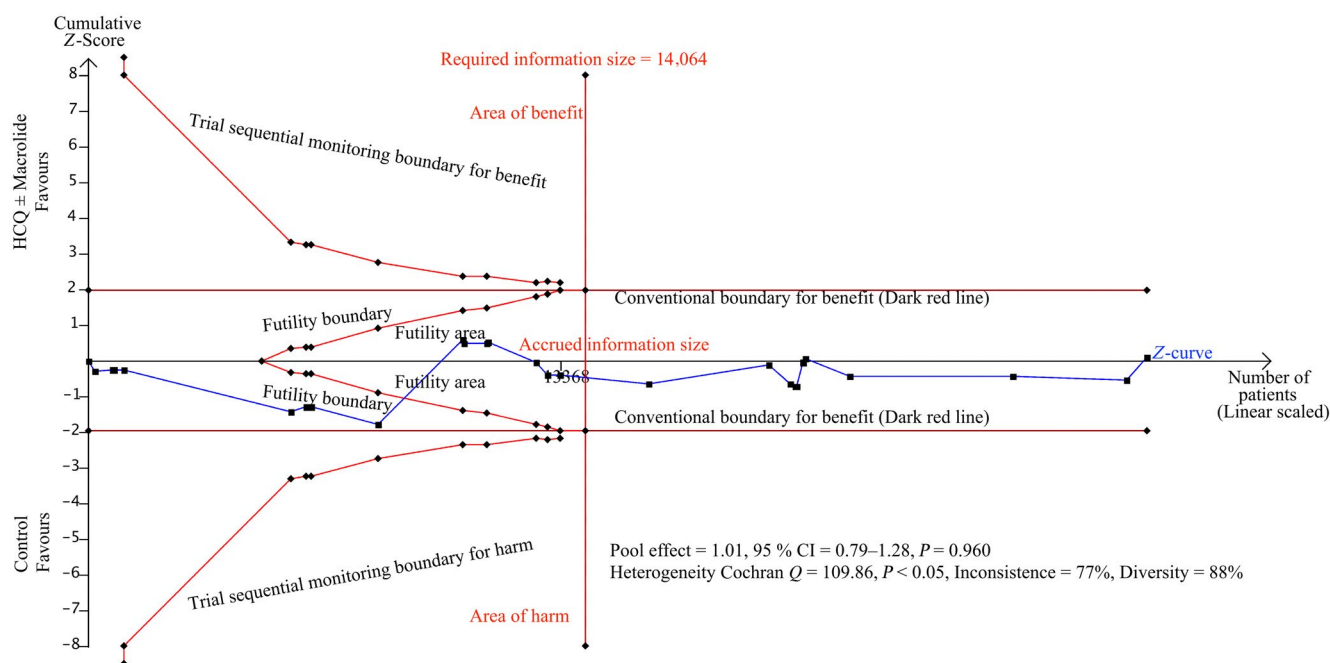 Cumulative
Z-Score
8
7
6
5
4
3
2
1
-1
-2
-3
-4
-5
-6
-7
-8
HCQ ± Macrolide
Favours
Control
Favours
Required information size = 14,064
Area of benefit
Trial sequential monitoring boundary for benefit
Conventional boundary for benefit (Dark red line)
Futility boundary
Futility area
Accrued information size
13368
Z-curve
Futility area
Futility boundary
Number of
patients
(Linear scaled)
Conventional boundary for benefit (Dark red line)
Trial sequential monitoring boundary for harm
Pool effect = 1.01, 95 % CI = 0.79–1.28, P = 0.960
Heterogeneity Cochran Q = 109.86, P < 0.05, Inconsistence = 77%, Diversity = 88%
Area of harm